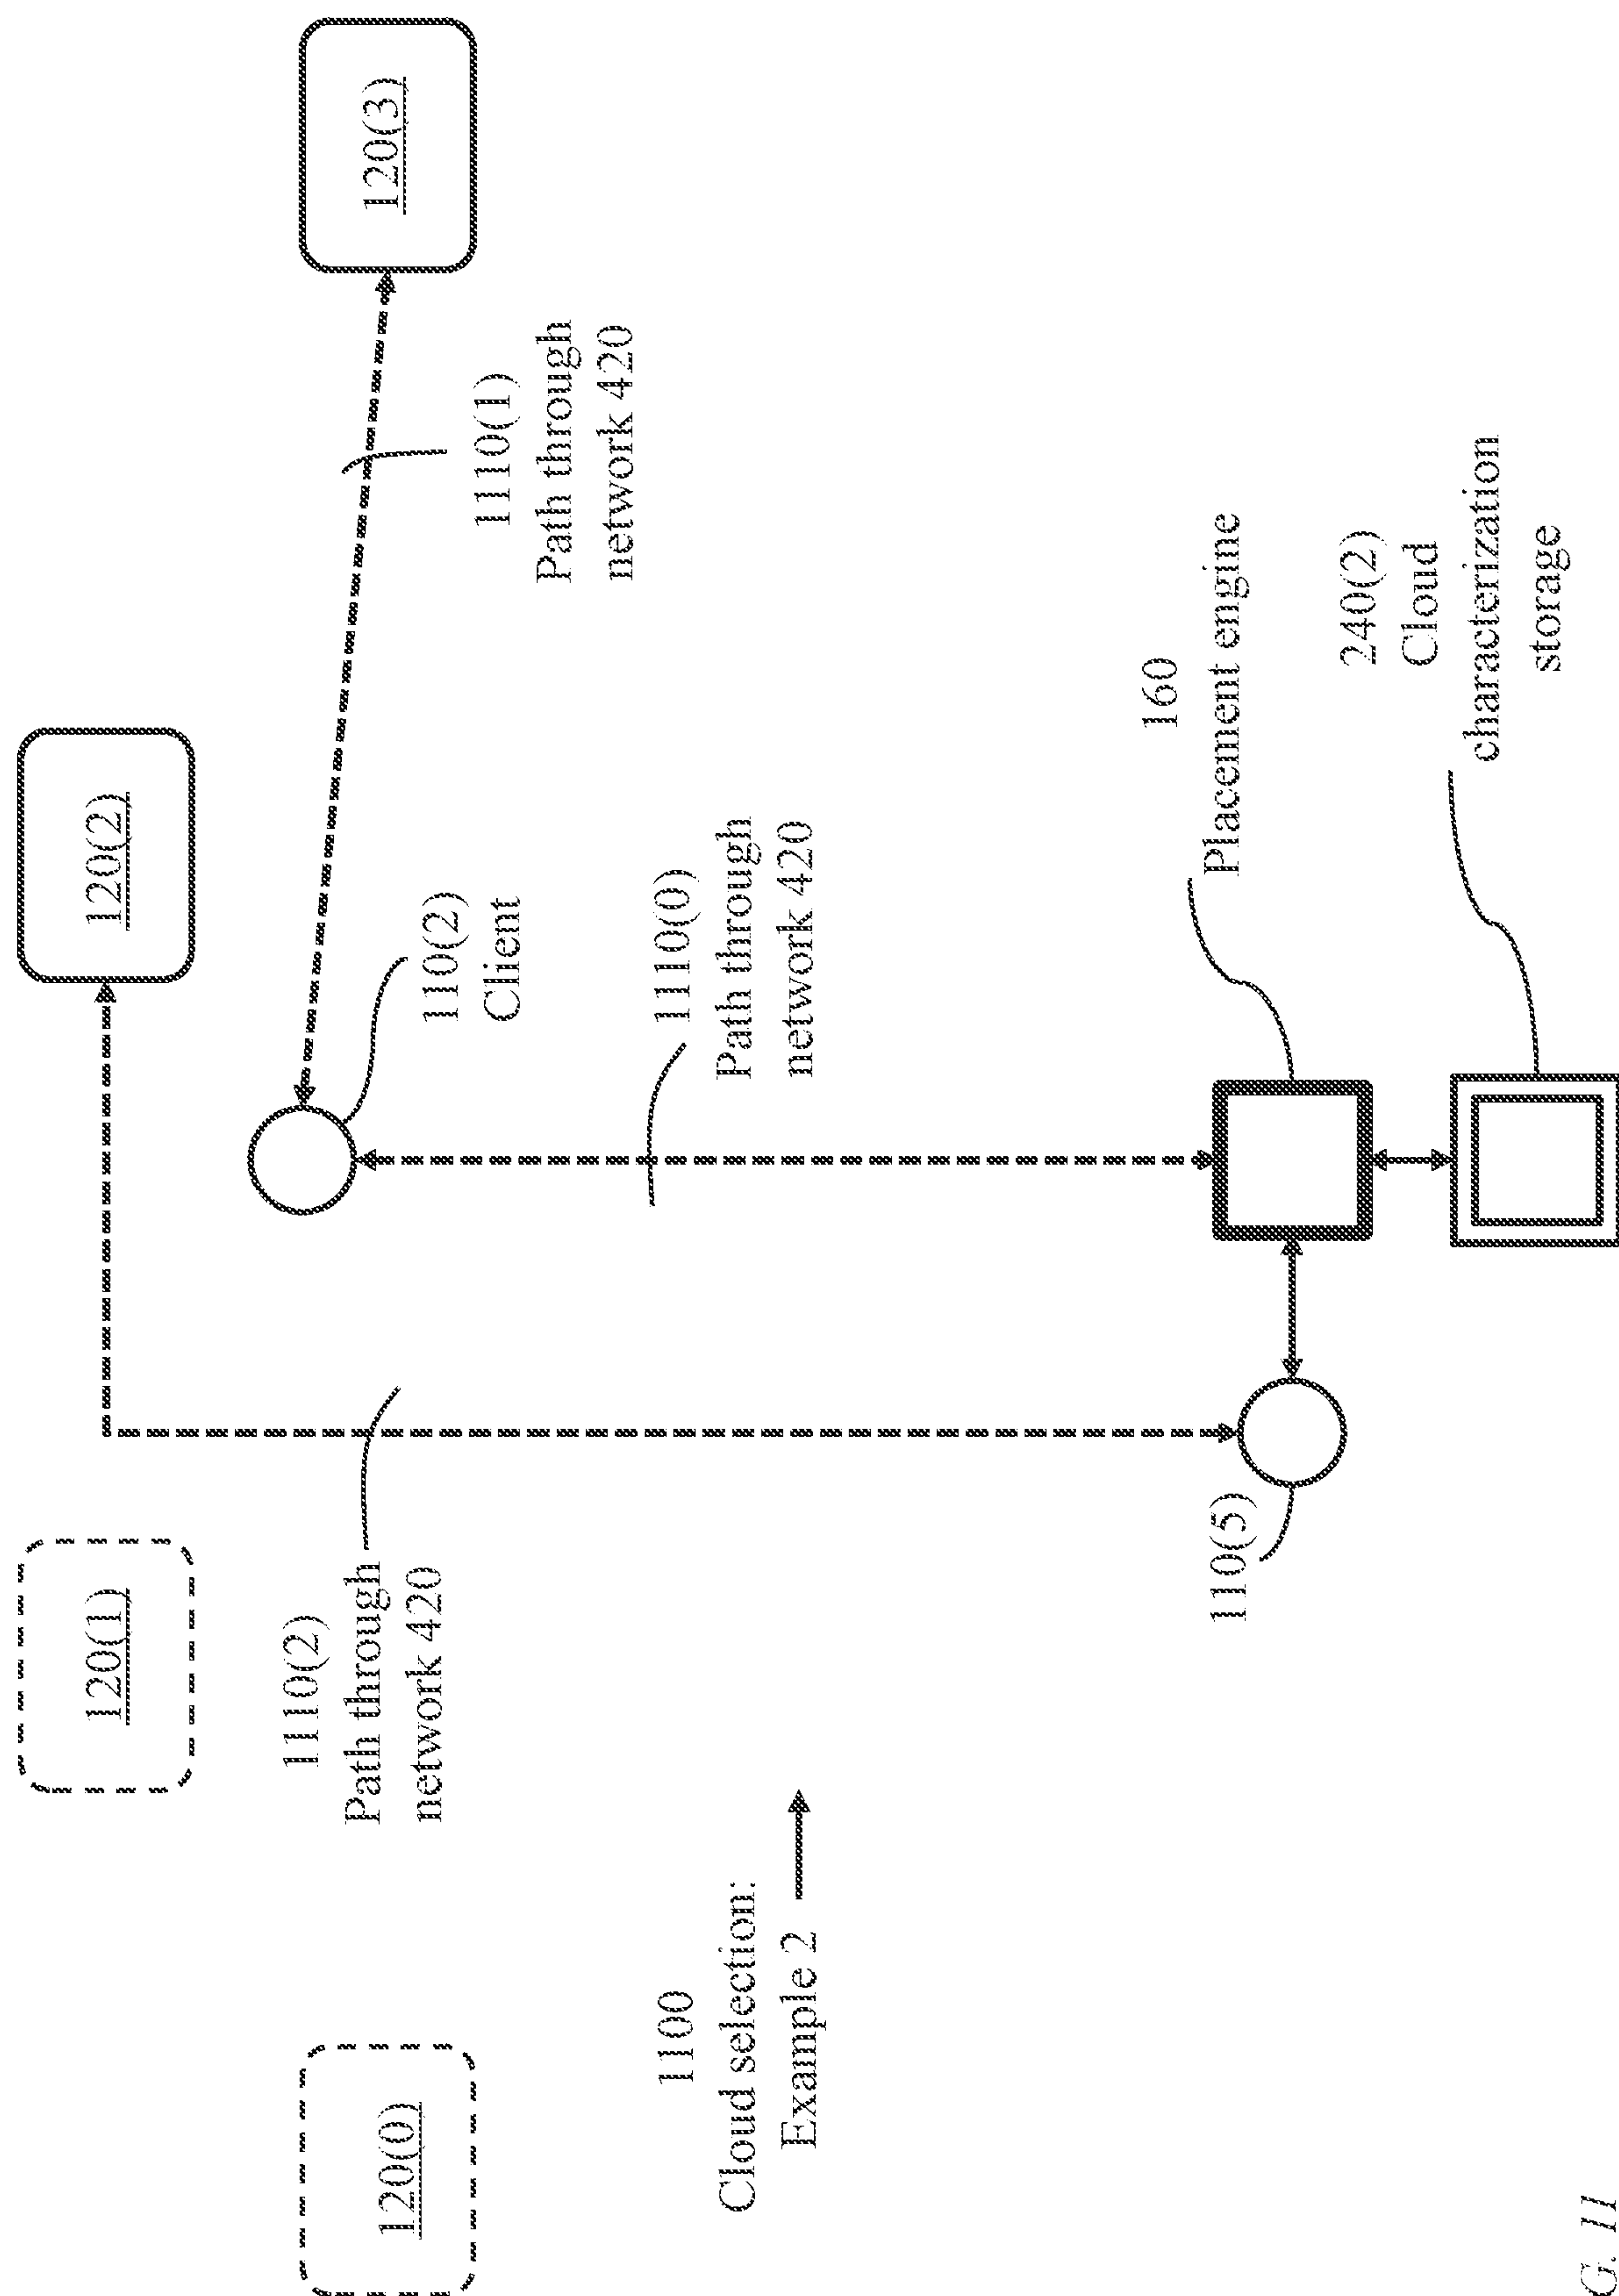 120(0)
120(1)
120(2)
120(3)
1110(2)
Path through
network 420
110(2)
Client
1110(1)
Path through
network 420
1100
Cloud selection:
Example 2
1110(0)
Path through
network 420
110(5)
160
Placement engine
240(2)
Cloud
characterization
storage
G. 11